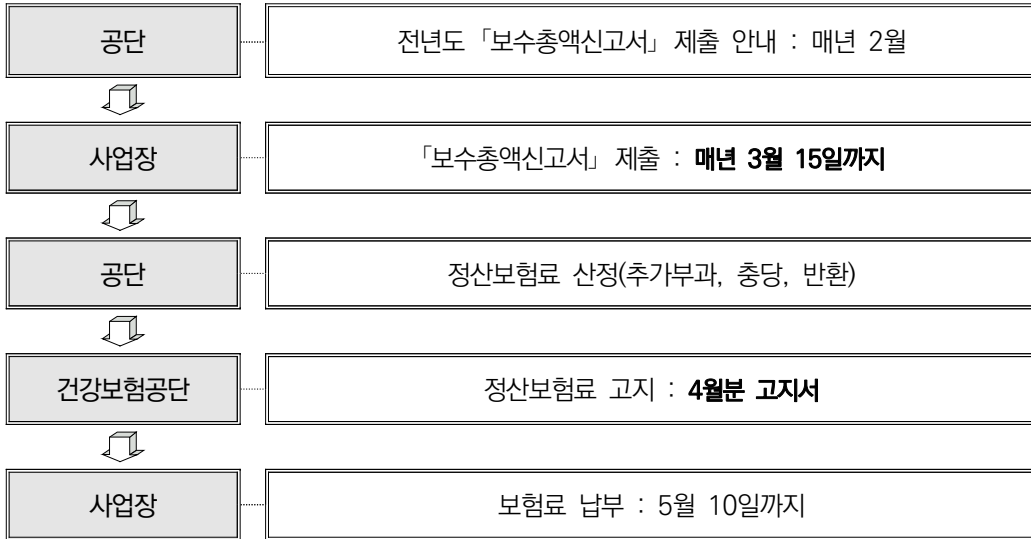 공단
전년도「보수총액신고서」제출 안내 : 매년 2월
사업장
「보수총액신고서」제출 : 매년 3월 15일까지
공단
정산보험료 산정(추가부과, 충당, 반환)
건강보험공단
정산보험료 고지 : 4월분 고지서
사업장
보험료 납부 : 5월 10일까지